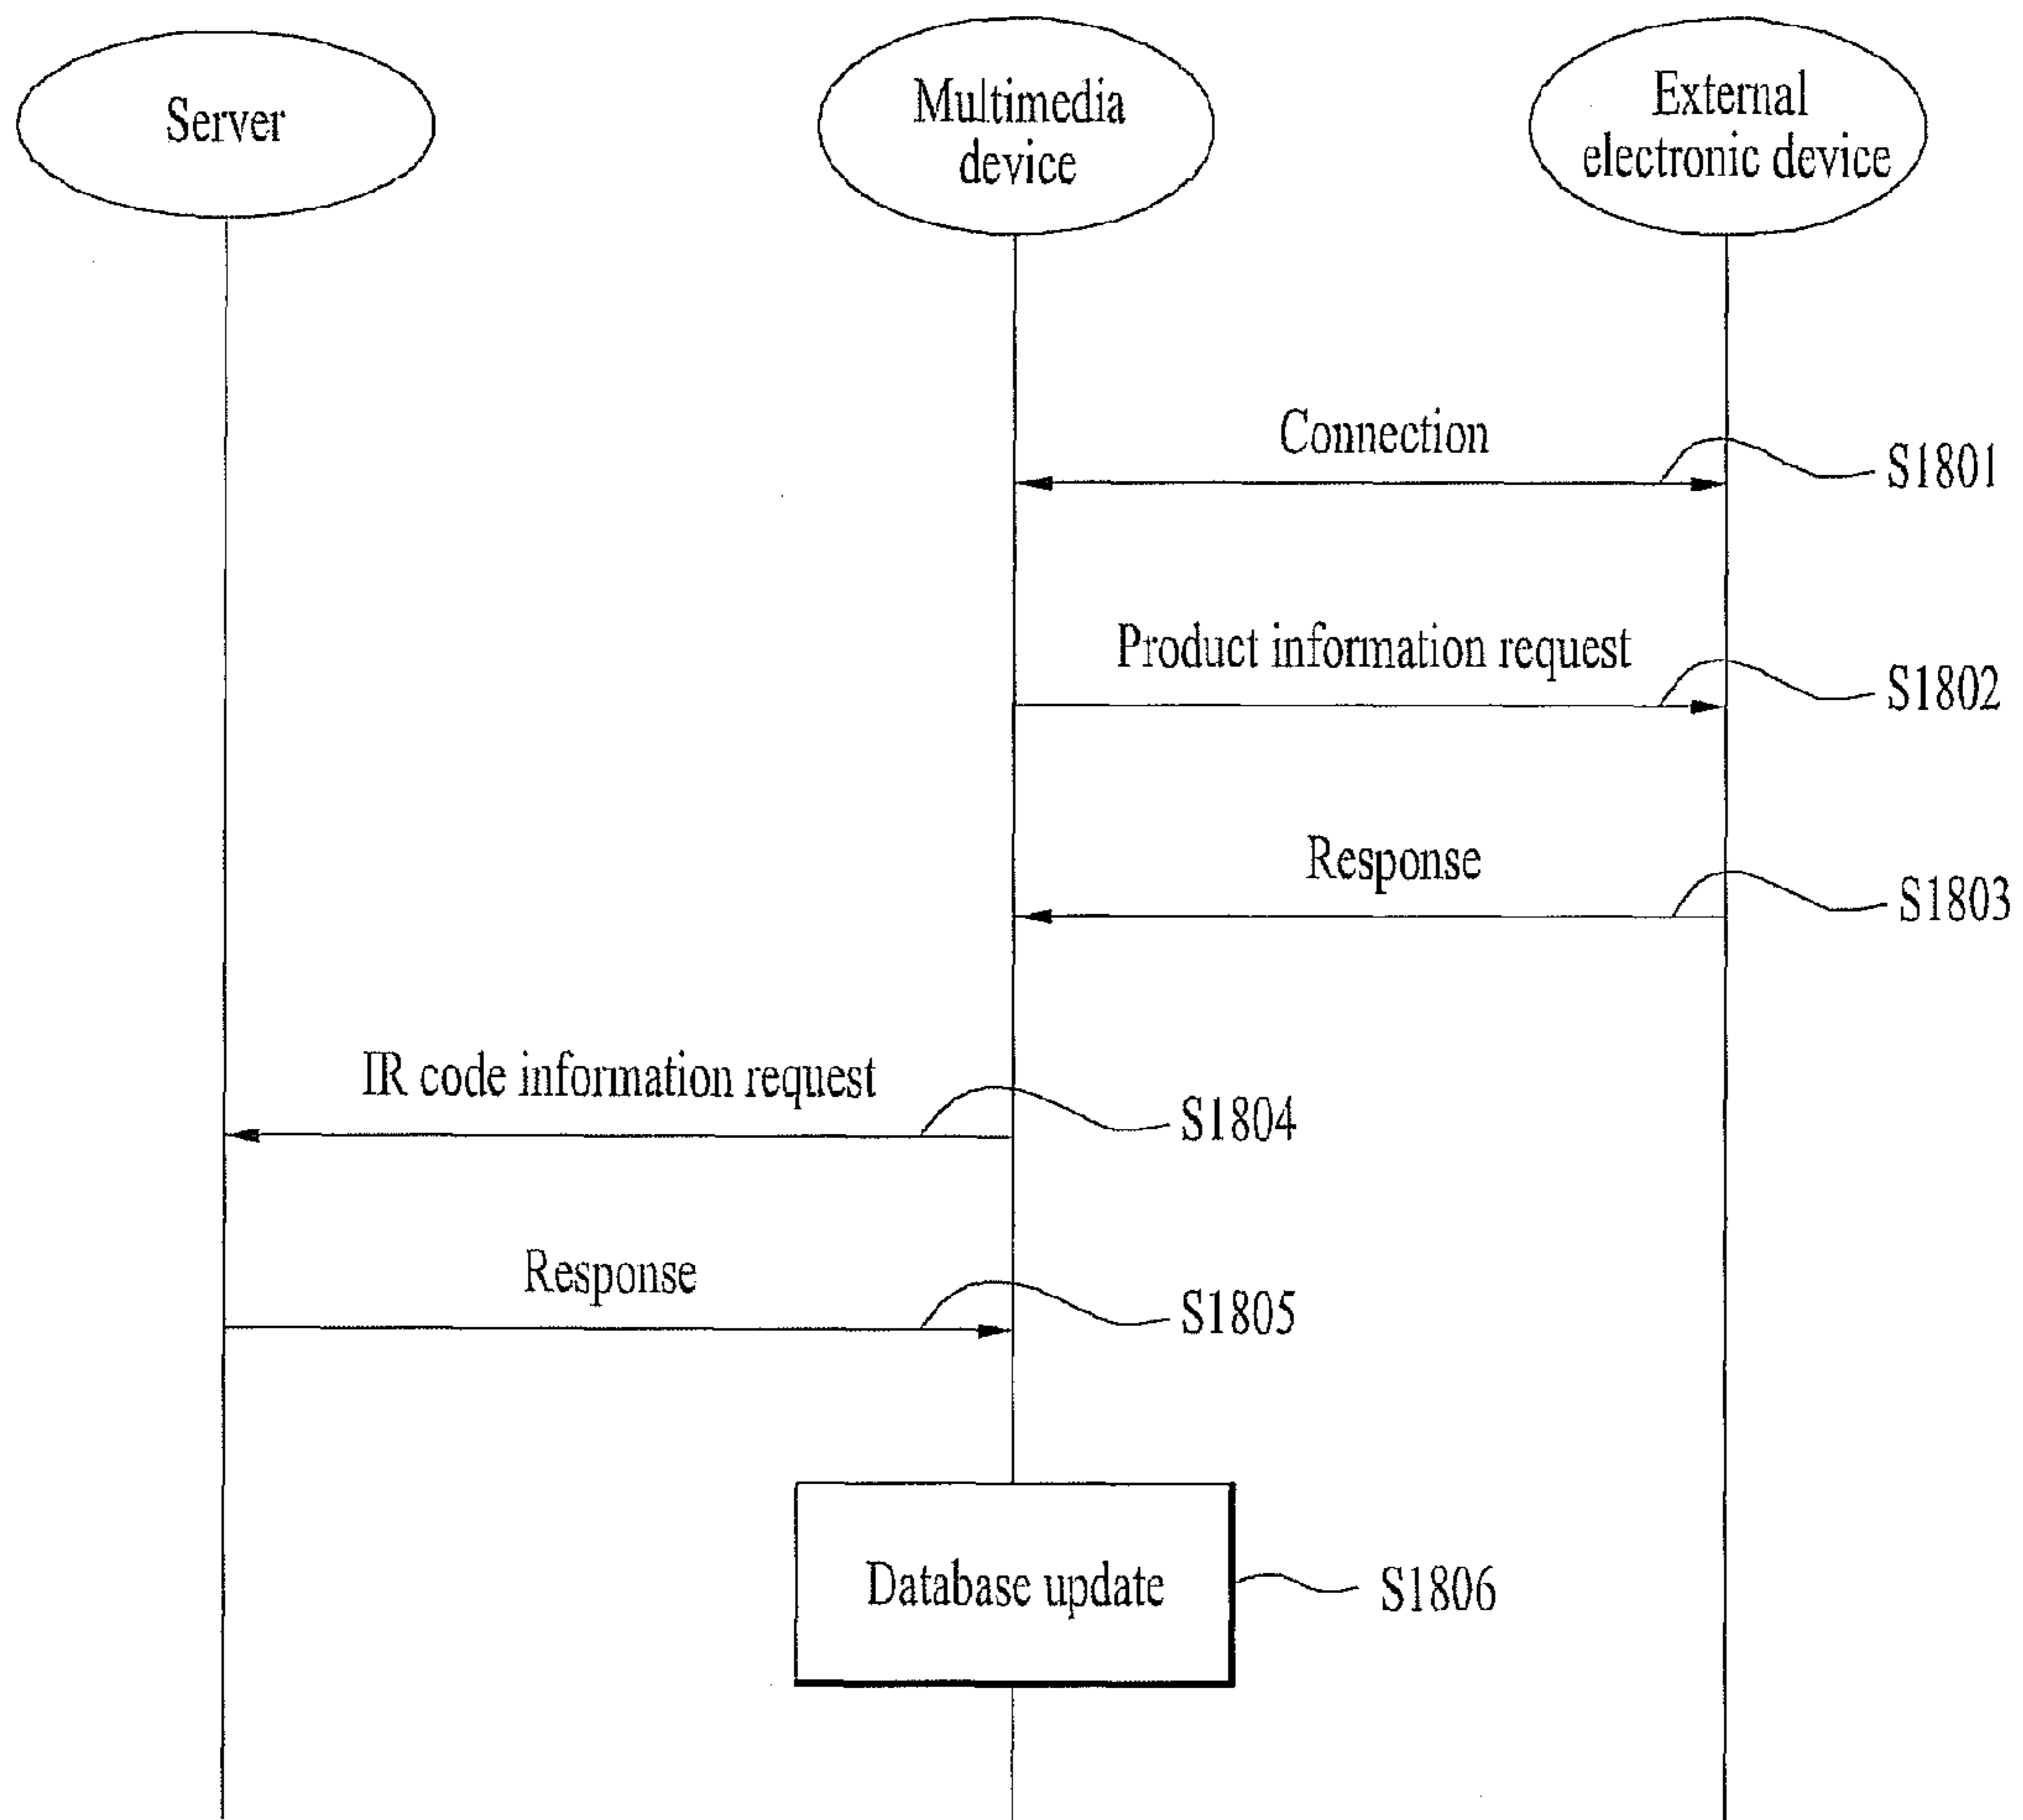 Server
Multimedia
device
External
electronic device
Connection
S1801
Product information request
S1802
Response
S1803
IR code information request
S1804
Response
S1805
Database update
S1806